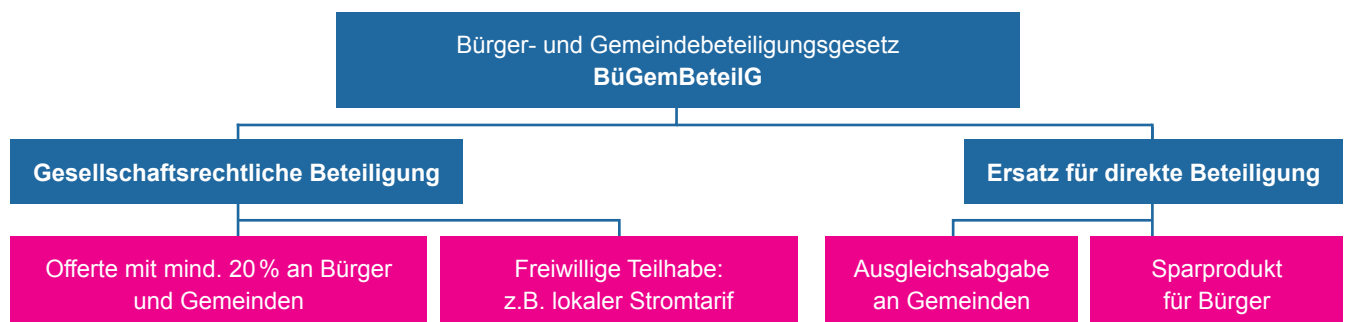 Bürger- und Gemeindebeteiligungsgesetz
BüGemBeteilG
Gesellschaftsrechtliche Beteiligung
Ersatz für direkte Beteiligung
Offerte mit mind. 20 % an Bürger
und Gemeinden
Freiwillige Teilhabe:
z.B. lokaler Stromtarif
Ausgleichsabgabe
an Gemeinden
Sparprodukt
für Bürger